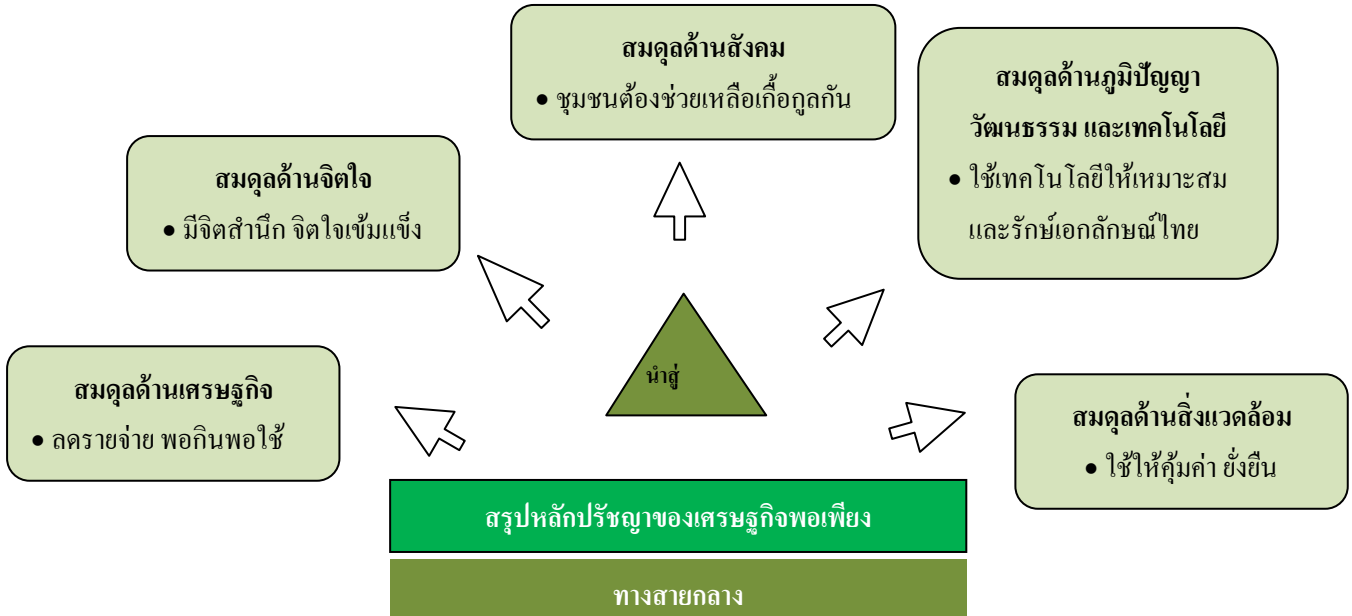 สมดุลด้านสังคม
• ชุมชนต้องช่วยเหลือเกื้อกูลกัน
สมดุลด้านภูมิปัญญา
วัฒนธรรม และเทคโนโลยี
• ใช้เทคโนโลยีให้เหมาะสม
และรักษ์เอกลักษณ์ไทย
สมดุลด้านจิตใจ
• มีจิตสำนึก จิตใจเข้มแข็ง
นำสู่
สมดุลด้านเศรษฐกิจ
• ลดรายจ่าย พอกินพอใช้
สมดุลด้านสิ่งแวดล้อม
• ใช้ให้คุ้มค่า ยั่งยืน
สรุปหลักปรัชญาของเศรษฐกิจพอเพียง
ทางสายกลาง